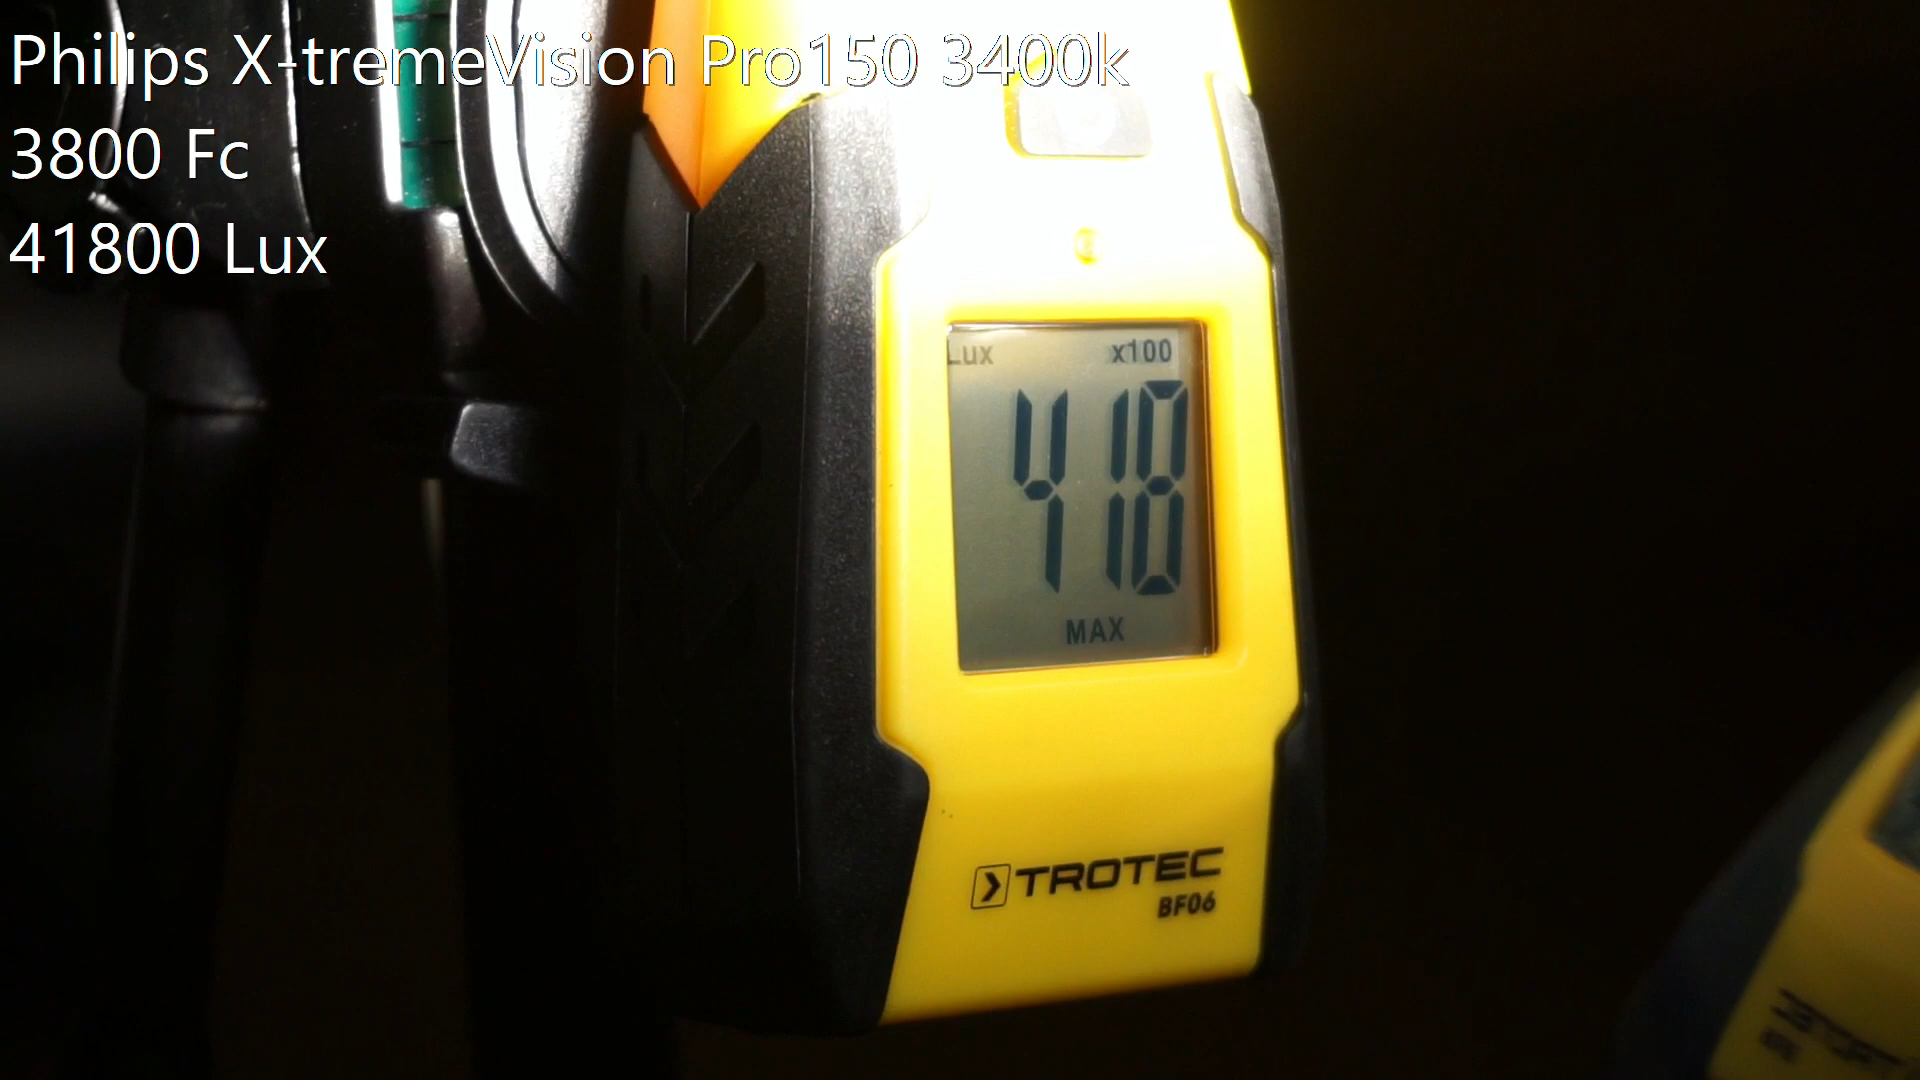 Philips X-tremeVision Pro150 3400k
3800 Fc
41800 Lux
Lux x100
418
MAX
TROTEC
BF06